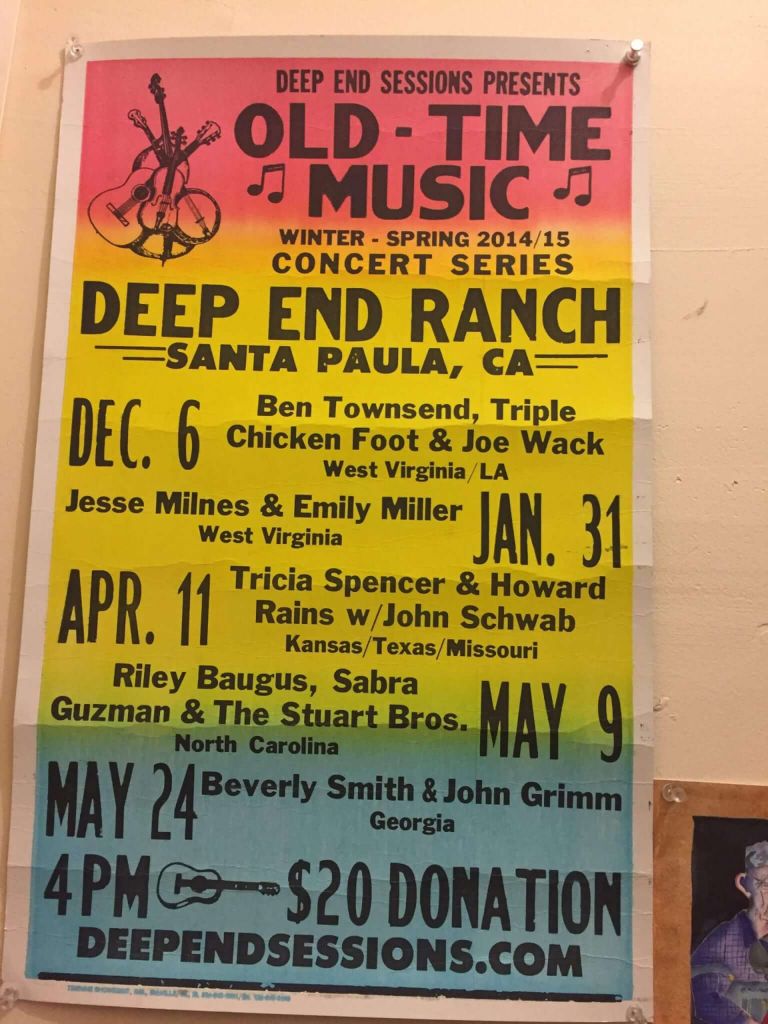 DEEP END SESSIONS PRESENTS
OLD-TIME
MUSIC
WINTER - SPRING 2014/15
CONCERT SERIES
DEEP END RANCH
SANTA PAULA, CA
DEC. 6
Ben Townsend, Triple
Chicken Foot & Joe Wack
West Virginia/LA
Jesse Milnes & Emily Miller
West Virginia
JAN. 31
APR. 11
Tricia Spencer & Howard
Rains w/John Schwab
Kansas/Texas/Missouri
Riley Baugus, Sabra
Guzman & The Stuart Bros.
North Carolina
MAY 9
MAY 24
Beverly Smith & John Grimm
Georgia
4PM $20 DONATION
DEEPENDSESSIONS.COM